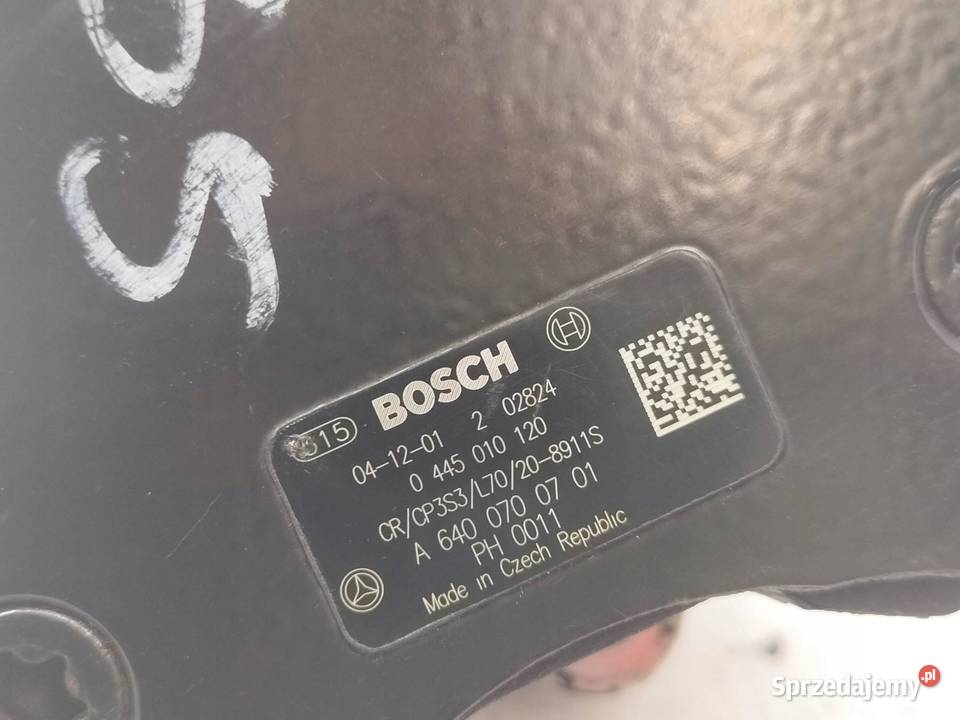 BOSCH
315
04-12-01 2 02824
0 445 010 120
CR/CP3S3/L70/20-8911S
A 640 070 07 01
PH 0011
Made in Czech Republic
Sprzedajemy.pl